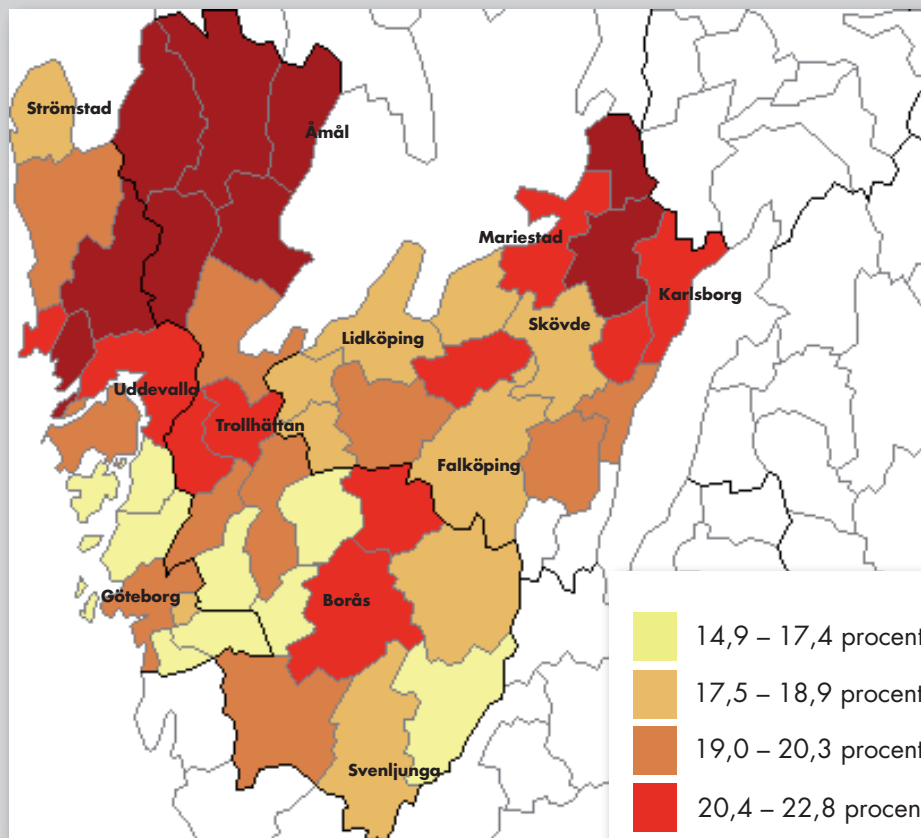 Strömstad
Åmål
Mariestad
Karlsborg
Skövde
Lidköping
Uddevalla
Trollhättan
Falköping
Göteborg
Borås
Svenljunga
14,9 – 17,4 procent
17,5 – 18,9 procent
19,0 – 20,3 procent
20,4 – 22,8 procen